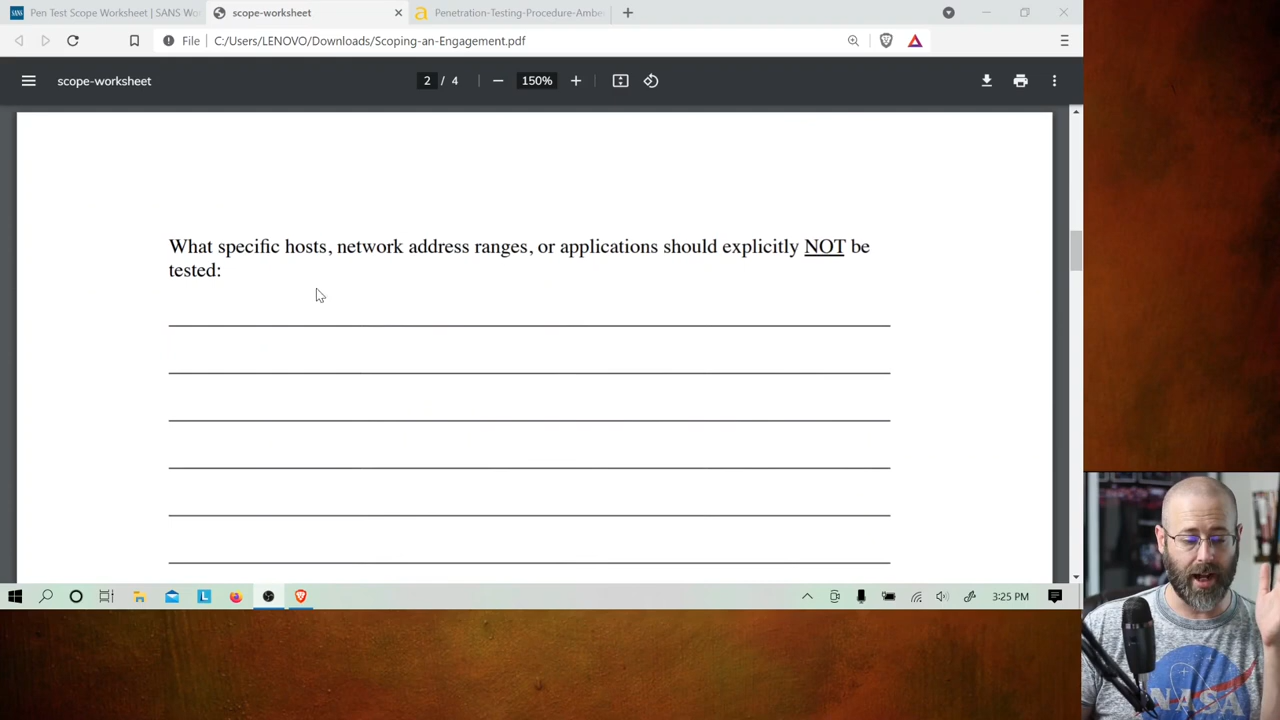 Pen Test Scope Worksheet | SANS Wo
scope-worksheet
Penetration-Testing-Procedure-Ambe
File
C:/Users/LENOVO/Downloads/Scoping-an-Engagement.pdf
scope-worksheet
2 / 4
150%
What specific hosts, network address ranges, or applications should explicitly NOT be
tested:
3:25 PM
NASA